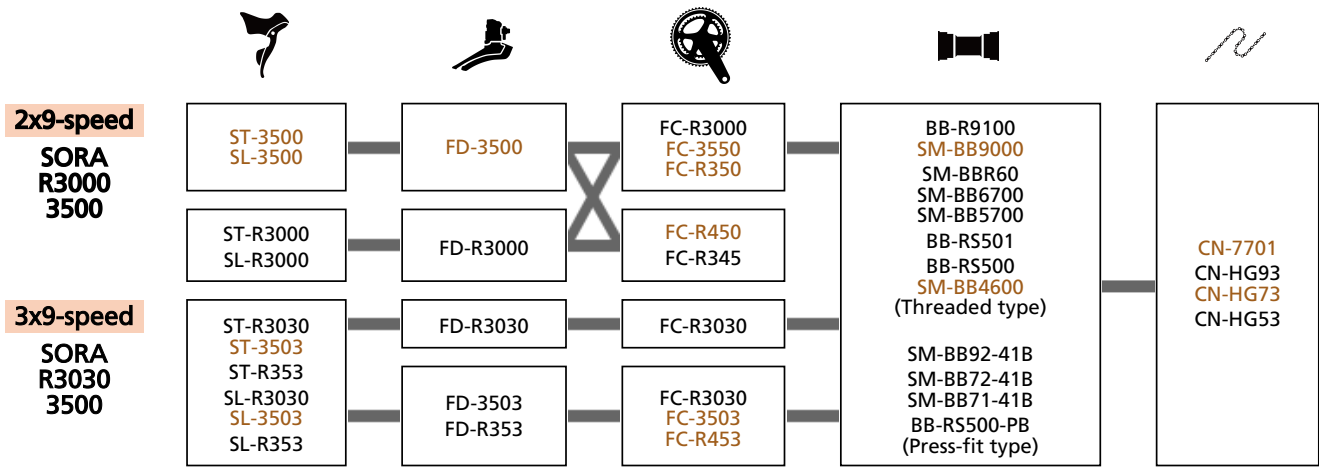 2x9-speed
SORA
R3000
3500
ST-3500
SL-3500
FD-3500
FC-R3000
FC-3550
FC-R350
ST-R3000
SL-R3000
FD-R3000
FC-R450
FC-R345
3x9-speed
SORA
R3030
3500
ST-R3030
ST-3503
ST-R353
SL-R3030
SL-3503
SL-R353
FD-R3030
FC-R3030
FD-3503
FD-R353
FC-R3030
FC-3503
FC-R453
BB-R9100
SM-BB9000
SM-BBR60
SM-BB6700
SM-BB5700
BB-RS501
BB-RS500
SM-BB4600
(Threaded type)
SM-BB92-41B
SM-BB72-41B
SM-BB71-41B
BB-RS500-PB
(Press-fit type)
CN-7701
CN-HG93
CN-HG73
CN-HG53